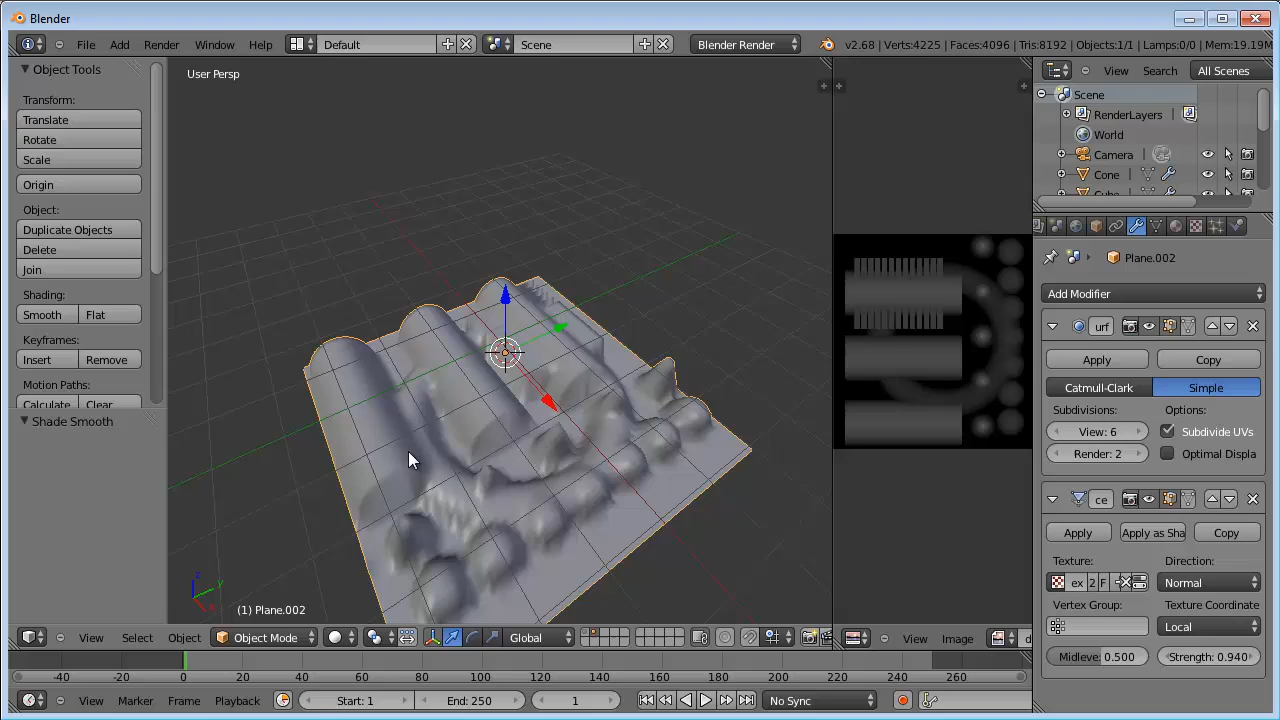 Blender
File Add Render Window Help Default Scene Blender Render v2.68 | Verts:4225 | Faces:4096 | Tris:8192 | Objects:1/1 | Lamps:0/0 | Mem:19.19M
Object Tools
Transform:
Translate
Rotate
Scale
Origin
Object:
Duplicate Objects
Delete
Join
Shading:
Smooth Flat
Keyframes:
Insert Remove
Motion Paths:
Calculate Clear
Shade Smooth
User Persp
z
y
x
(1) Plane.002
View Select Object Object Mode Global
View Image d
View Search All Scenes
Scene
RenderLayers
World
Camera
Cone
Cube
Plane.002
Add Modifier
urf
Apply Copy
Catmull-Clark Simple
Subdivisions: Options:
View: 6 Subdivide UVs
Render: 2 Optimal Displa
ce
Apply Apply as Sha Copy
Texture: Direction:
ex 2 F Normal
Vertex Group: Texture Coordinate
Local
Midleve: 0.500 Strength: 0.940
-40 -20 0 20 40 60 80 100 120 140 160 180 200 220 240 260
View Marker Frame Playback Start: 1 End: 250 1 No Sync